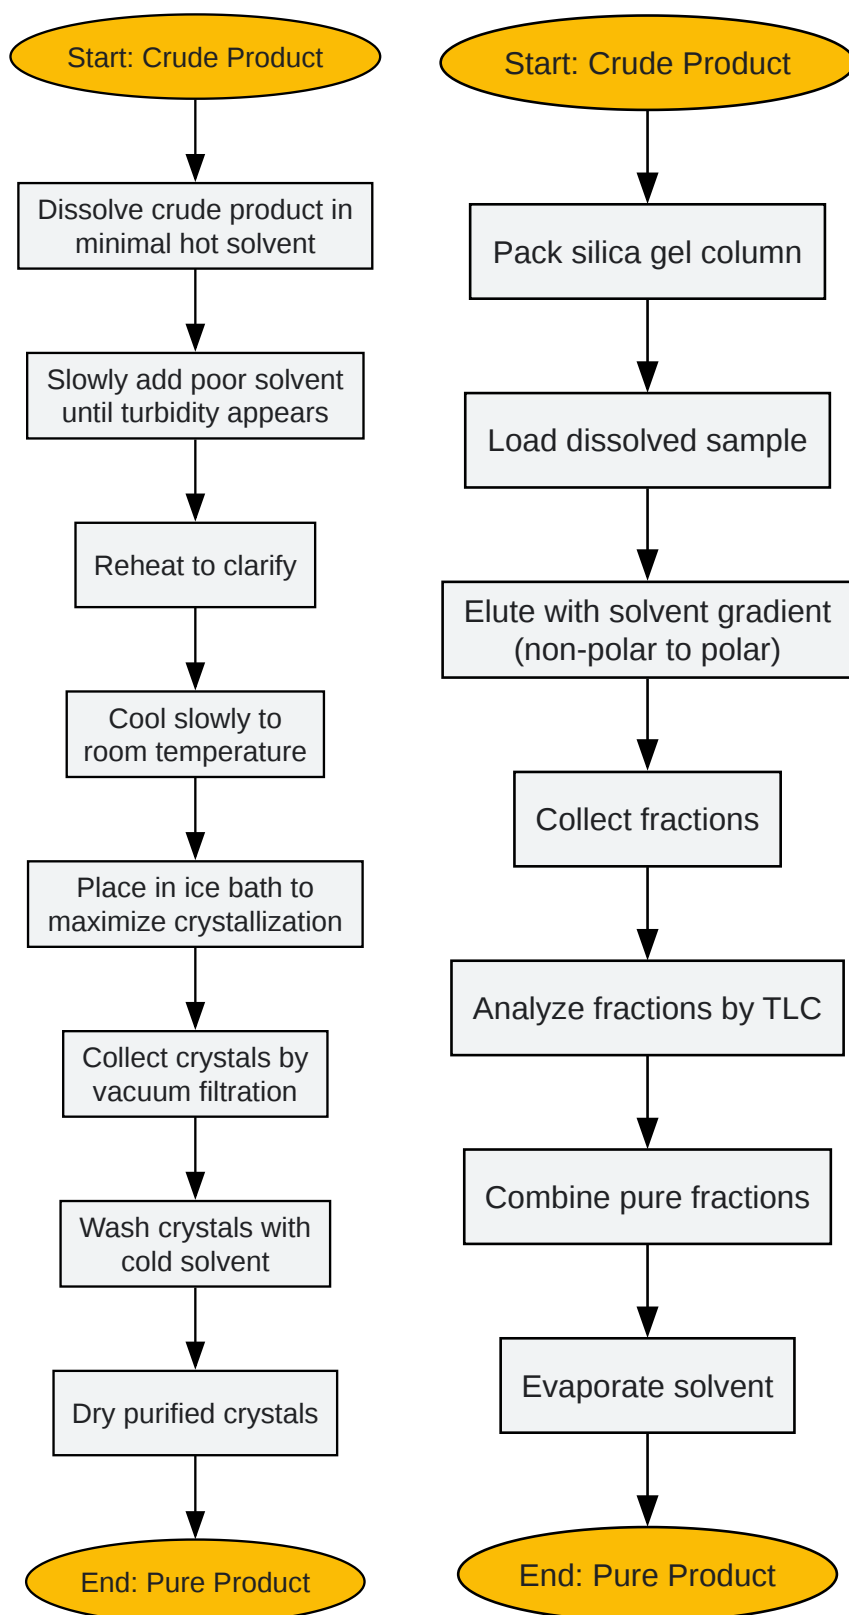 Start: Crude Product
Dissolve crude product in
minimal hot solvent
Slowly add poor solvent
until turbidity appears
Reheat to clarify
Cool slowly to
room temperature
Place in ice bath to
maximize crystallization
Collect crystals by
vacuum filtration
Wash crystals with
cold solvent
Dry purified crystals
End: Pure Product
Start: Crude Product
Pack silica gel column
Load dissolved sample
Elute with solvent gradient
(non-polar to polar)
Collect fractions
Analyze fractions by TLC
Combine pure fractions
Evaporate solvent
End: Pure Product